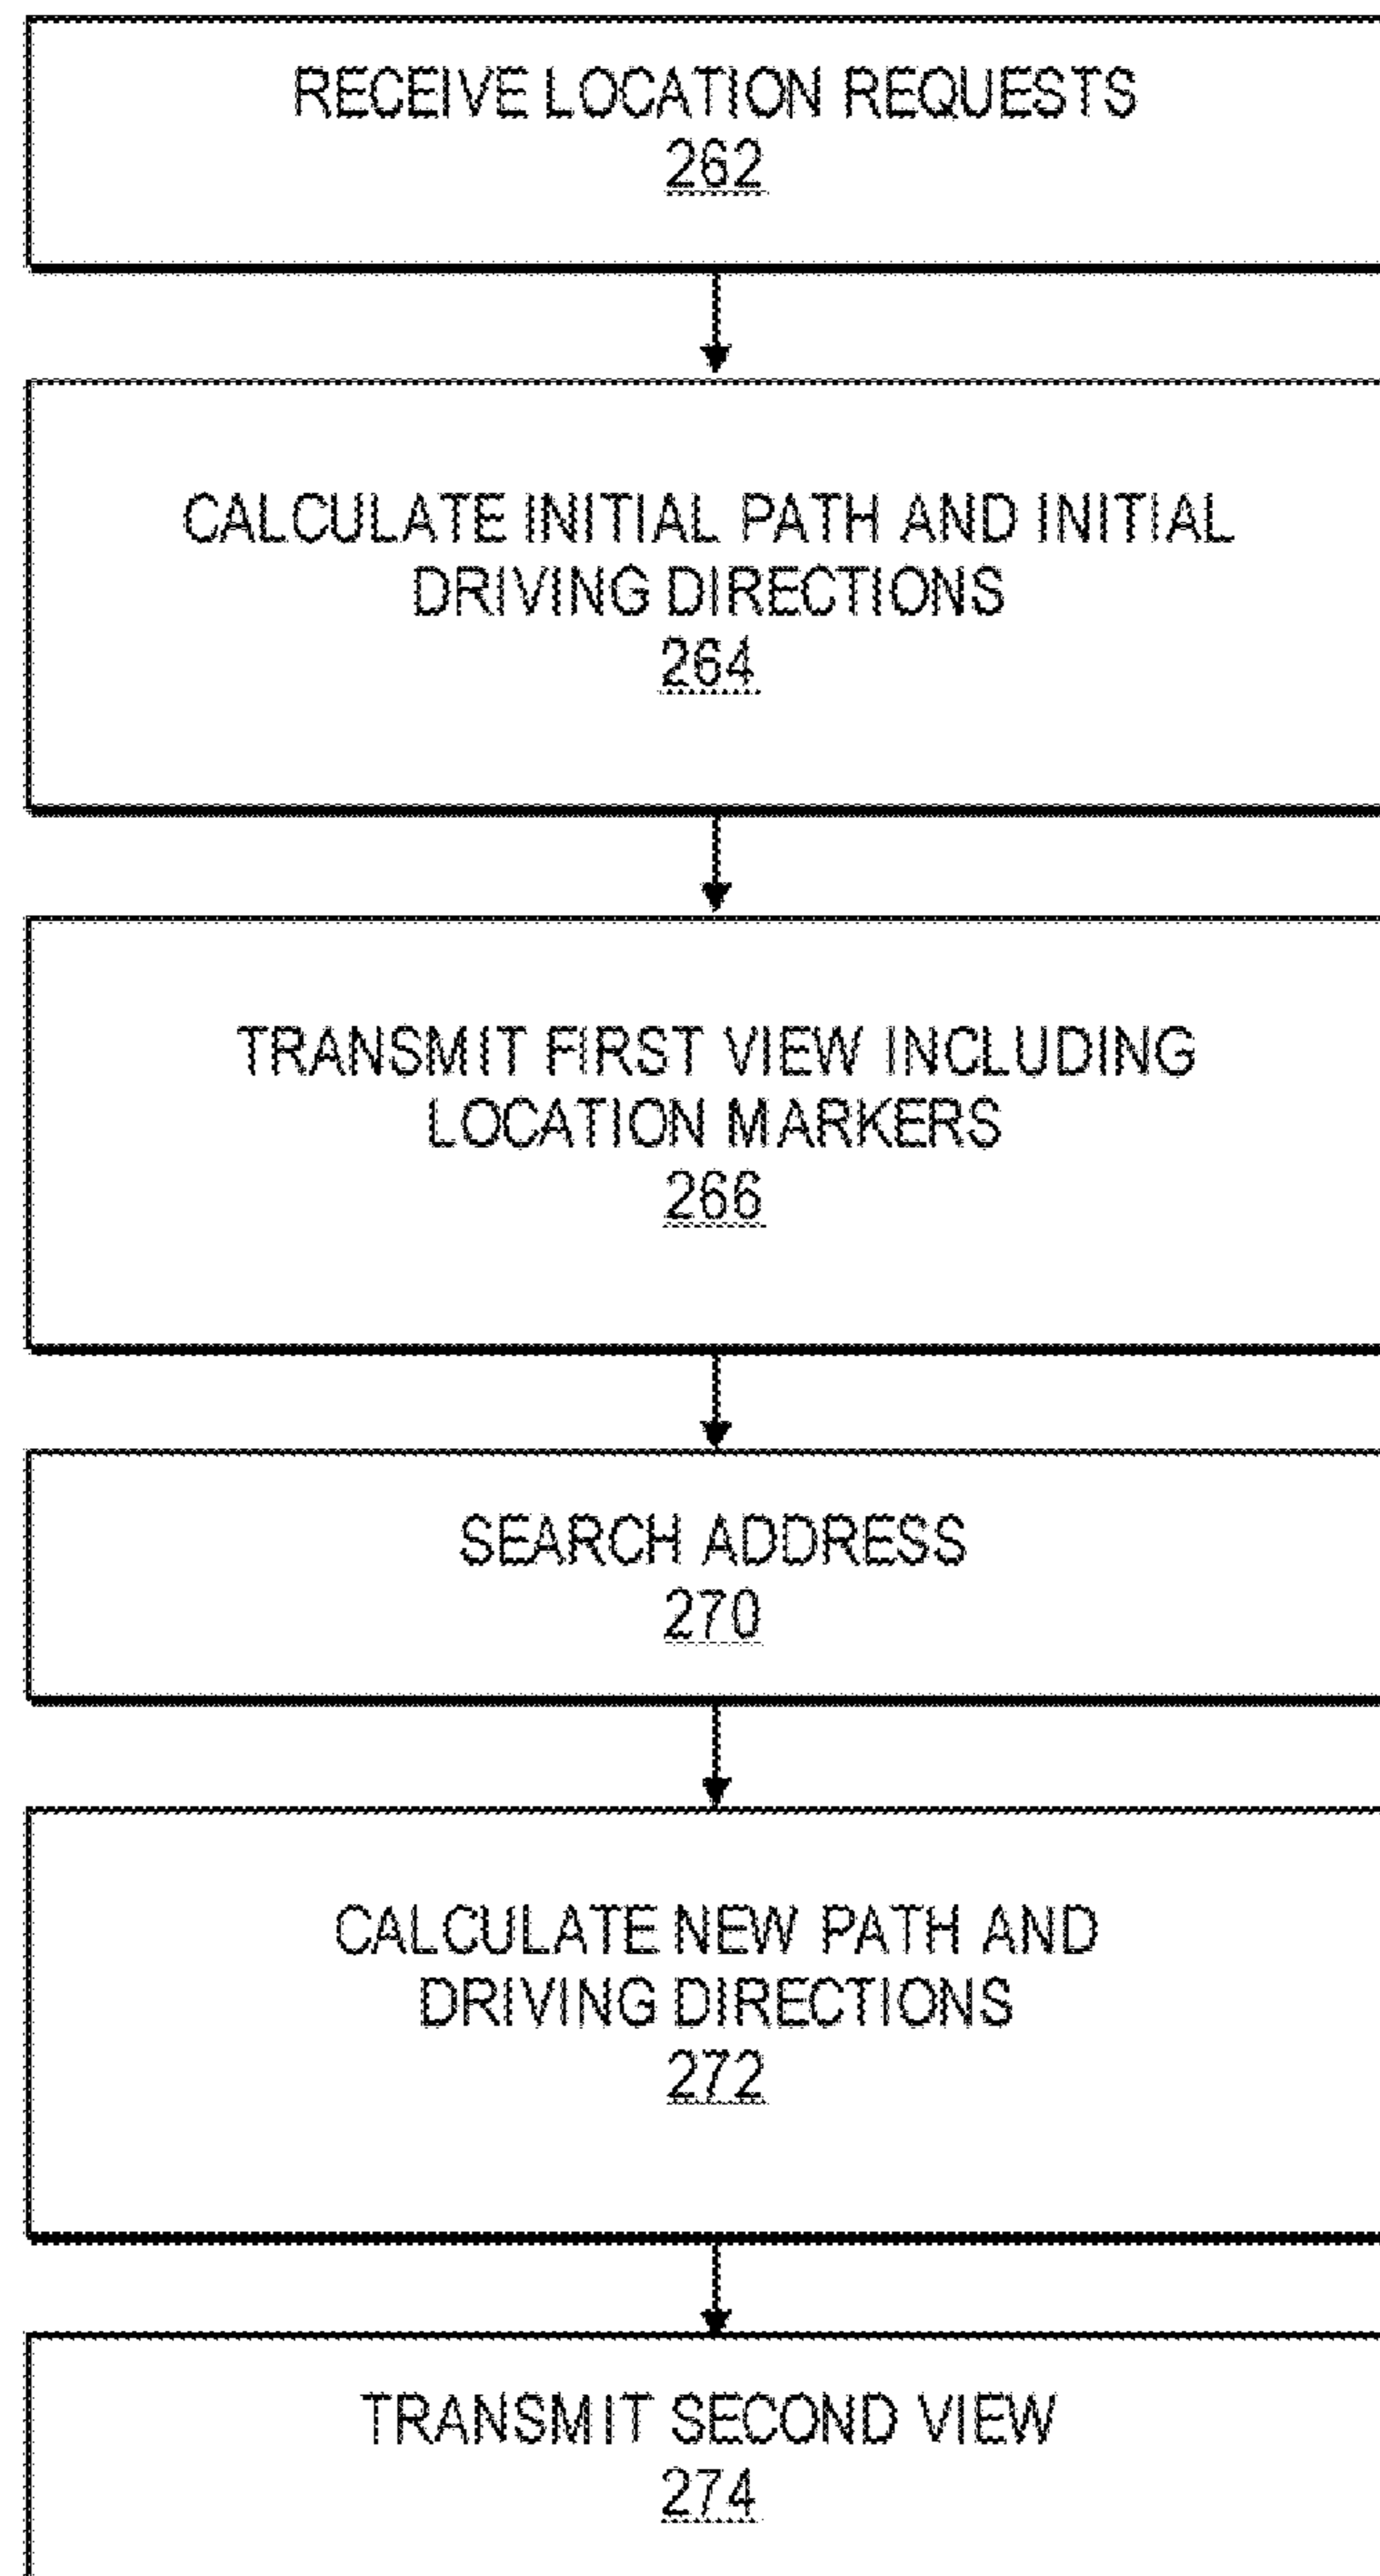 RECEIVE LOCATION REQUESTS
262
CALCULATE INITIAL PATH AND INITIAL
DRIVING DIRECTIONS
264
TRANSMIT FIRST VIEW INCLUDING
LOCATION MARKERS
266
SEARCH ADDRESS
270
CALCULATE NEW PATH AND
DRIVING DIRECTIONS
272
TRANSMIT SECOND VIEW
274